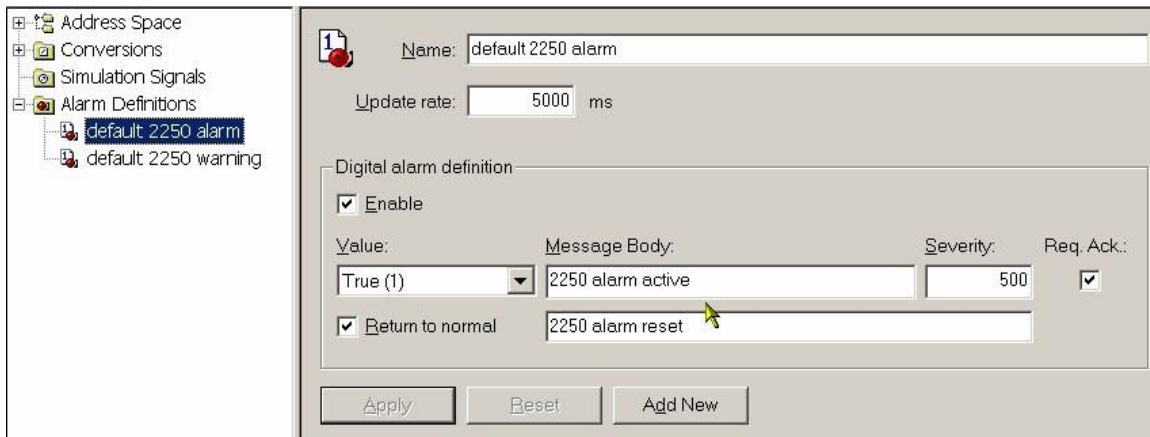 Address Space
Conversions
Simulation Signals
Alarm Definitions
default 2250 alarm
default 2250 warning
Name: default 2250 alarm
Update rate: 5000 ms
Digital alarm definition
Enable
Value: Message Body: Severity: Req. Ack.:
True (1) 2250 alarm active 500
Return to normal 2250 alarm reset
Apply Reset Add New